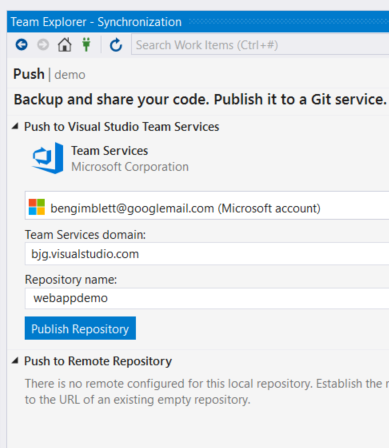 Team Explorer - Synchronization
Search Work Items (Ctrl+#)
Push | demo
Backup and share your code. Publish it to a Git service.
Push to Visual Studio Team Services
Team Services
Microsoft Corporation
bengimblett@googlemail.com (Microsoft account)
Team Services domain:
bjg.visualstudio.com
Repository name:
webappdemo
Publish Repository
Push to Remote Repository
There is no remote configured for this local repository. Establish the
to the URL of an existing empty repository.